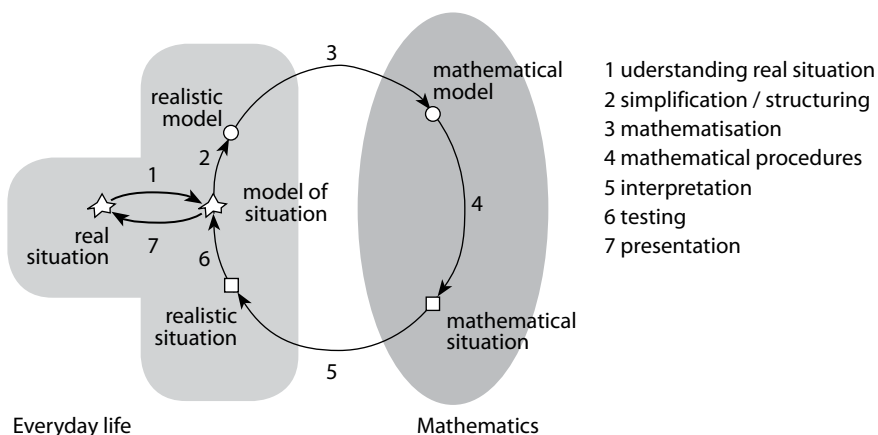 3
realistic
model
mathematical
model
2
1
model of
situation
4
real
situation
7
6
realistic
situation
mathematical
situation
5
Everyday life
Mathematics
1 uderstanding real situation
2 simplification / structuring
3 mathematisation
4 mathematical procedures
5 interpretation
6 testing
7 presentation